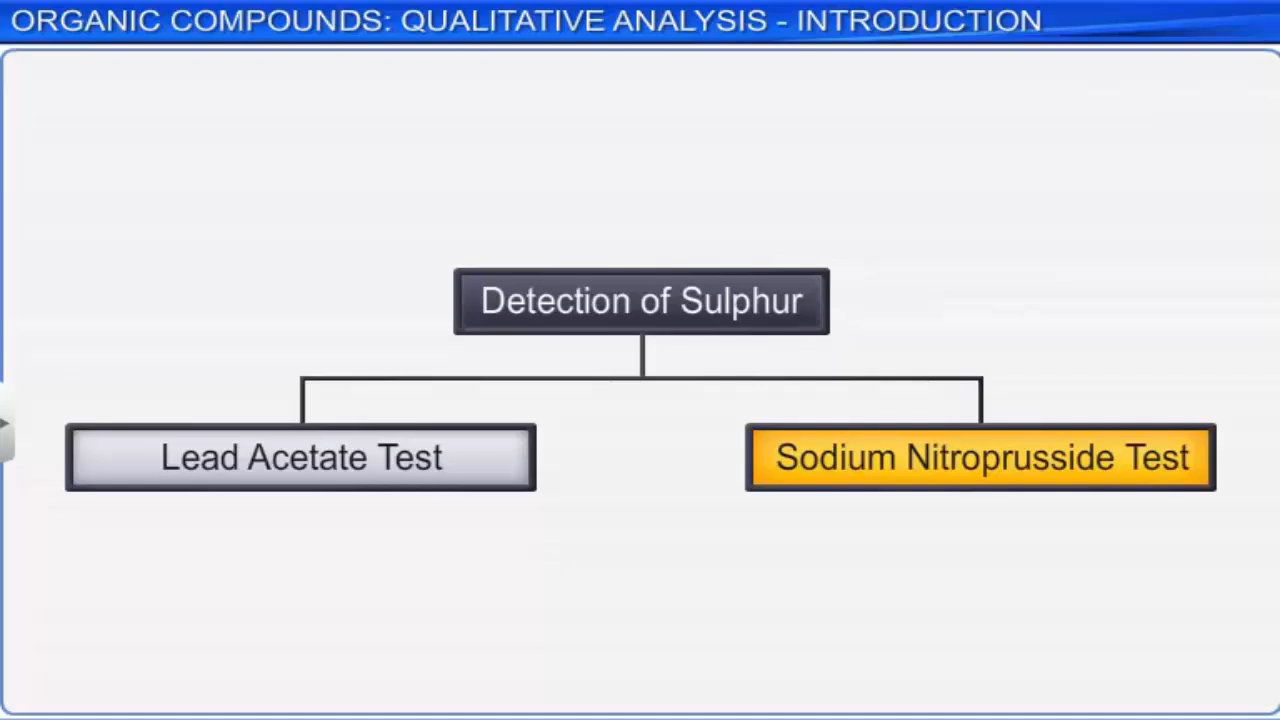 ORGANIC COMPOUNDS: QUALITATIVE ANALYSIS - INTRODUCTION
Detection of Sulphur
Lead Acetate Test
Sodium Nitroprusside Test